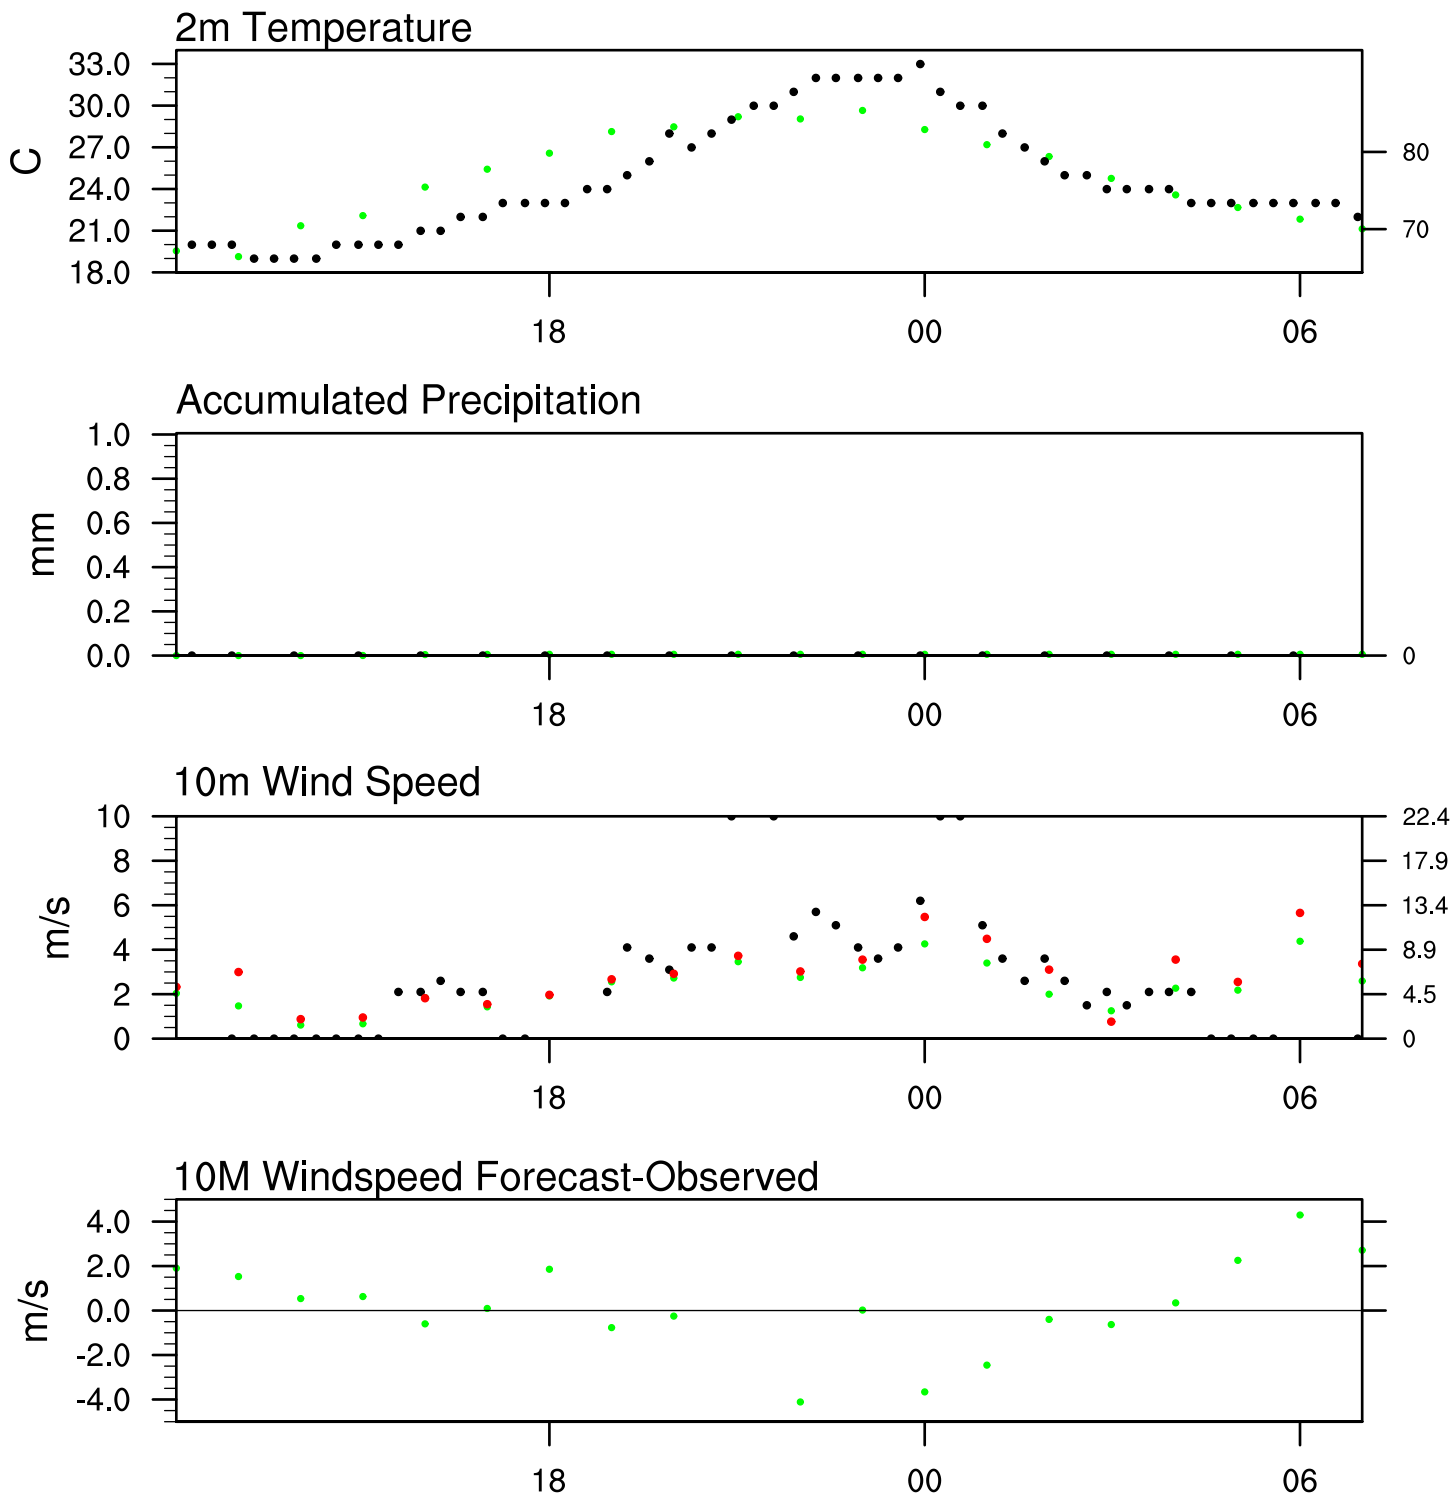 2m Temperature
33.0
30.0
27.0
24.0
21.0
18.0
C
80
70
18 00 06
Accumulated Precipitation
1.0
0.8
0.6
0.4
0.2
0.0
mm
0
18 00 06
10m Wind Speed
10
8
6
4
2
0
m/s
22.4
17.9
13.4
8.9
4.5
0
18 00 06
10M Windspeed Forecast-Observed
4.0
2.0
0.0
-2.0
-4.0
m/s
18 00 06